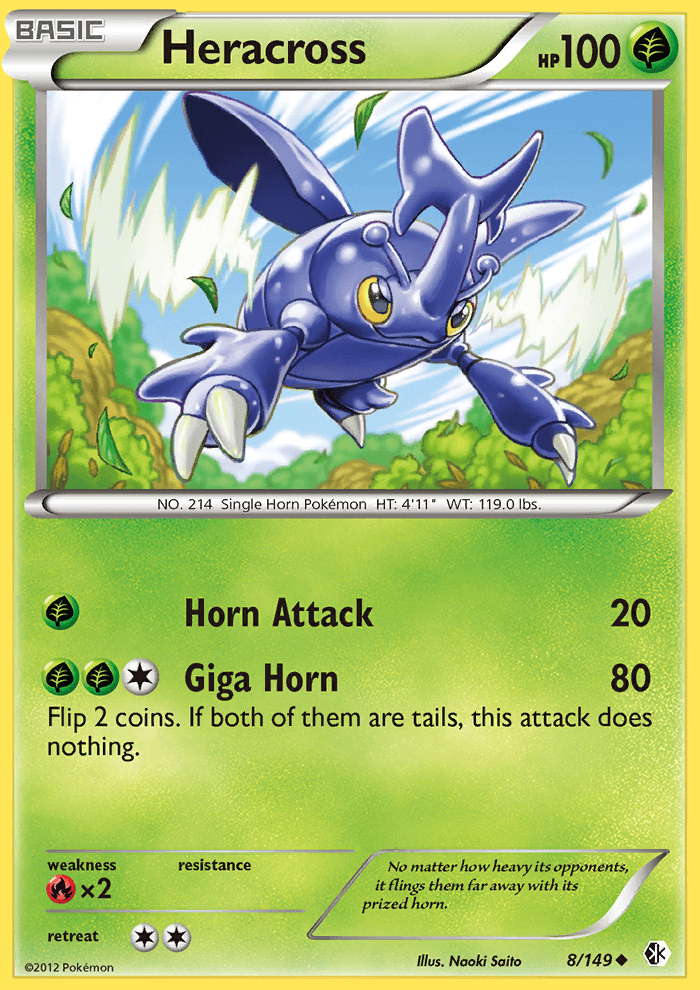 BASIC
Heracross
HP100
NO. 214 Single Horn Pokémon HT: 4'11" WT: 119.0 lbs.
Horn Attack 20
Giga Horn 80
Flip 2 coins. If both of them are tails, this attack does
nothing.
weakness resistance
×2
No matter how heavy its opponents,
it flings them far away with its
prized horn.
retreat
Illus. Naoki Saito 8/149
©2012 Pokémon